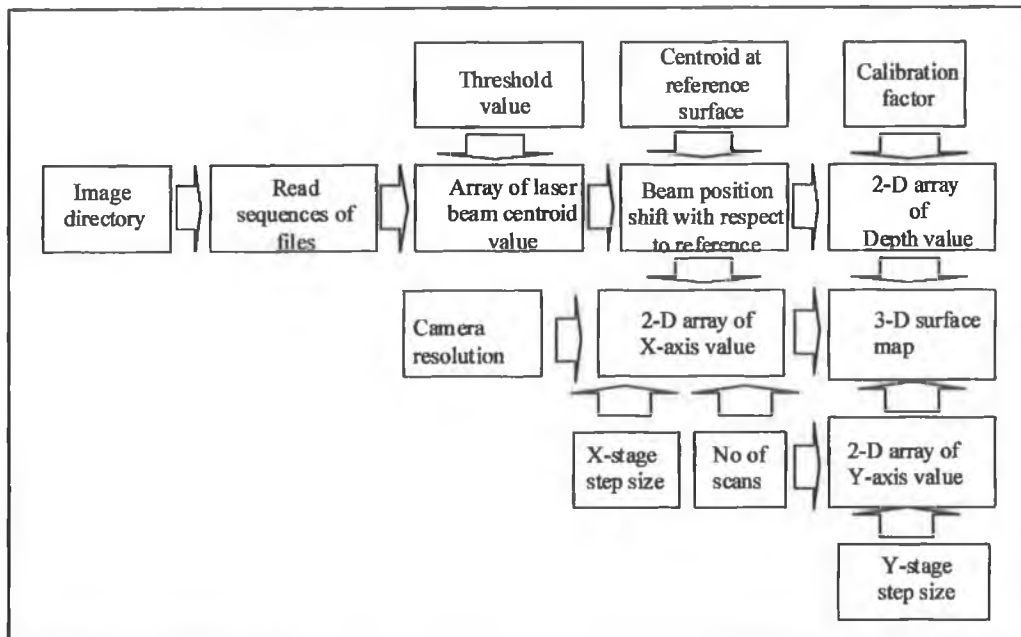 Threshold
value
Centroid at
reference
surface
Calibration
factor
Image
directory
Read
sequences of
files
Array of laser
beam centroid
value
Beam position
shift with respect
to reference
2-D array
of
Depth value
Camera
resolution
2-D array of
X-axis value
3-D surface
map
X-stage
step size
No of
scans
2-D array of
Y-axis value
Y-stage
step size